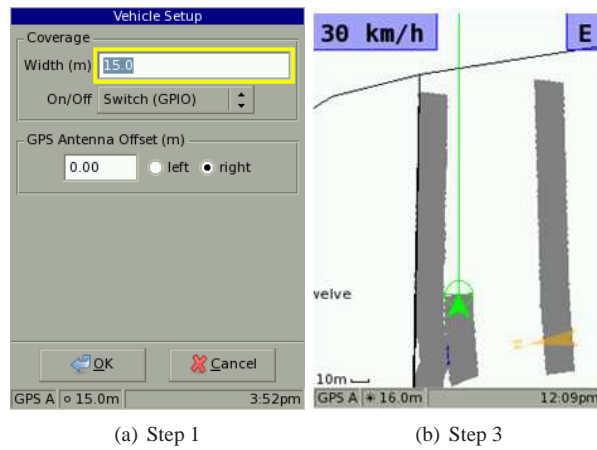 Vehicle Setup
Coverage
Width (m) 15.0
On/Off Switch (GPIO)
GPS Antenna Offset (m)
0.00 left right
OK Cancel
GPS A 15.0m 3:52pm
(a) Step 1
30 km/h E
welve
10m
GPS A 16.0m 12:09pm
(b) Step 3